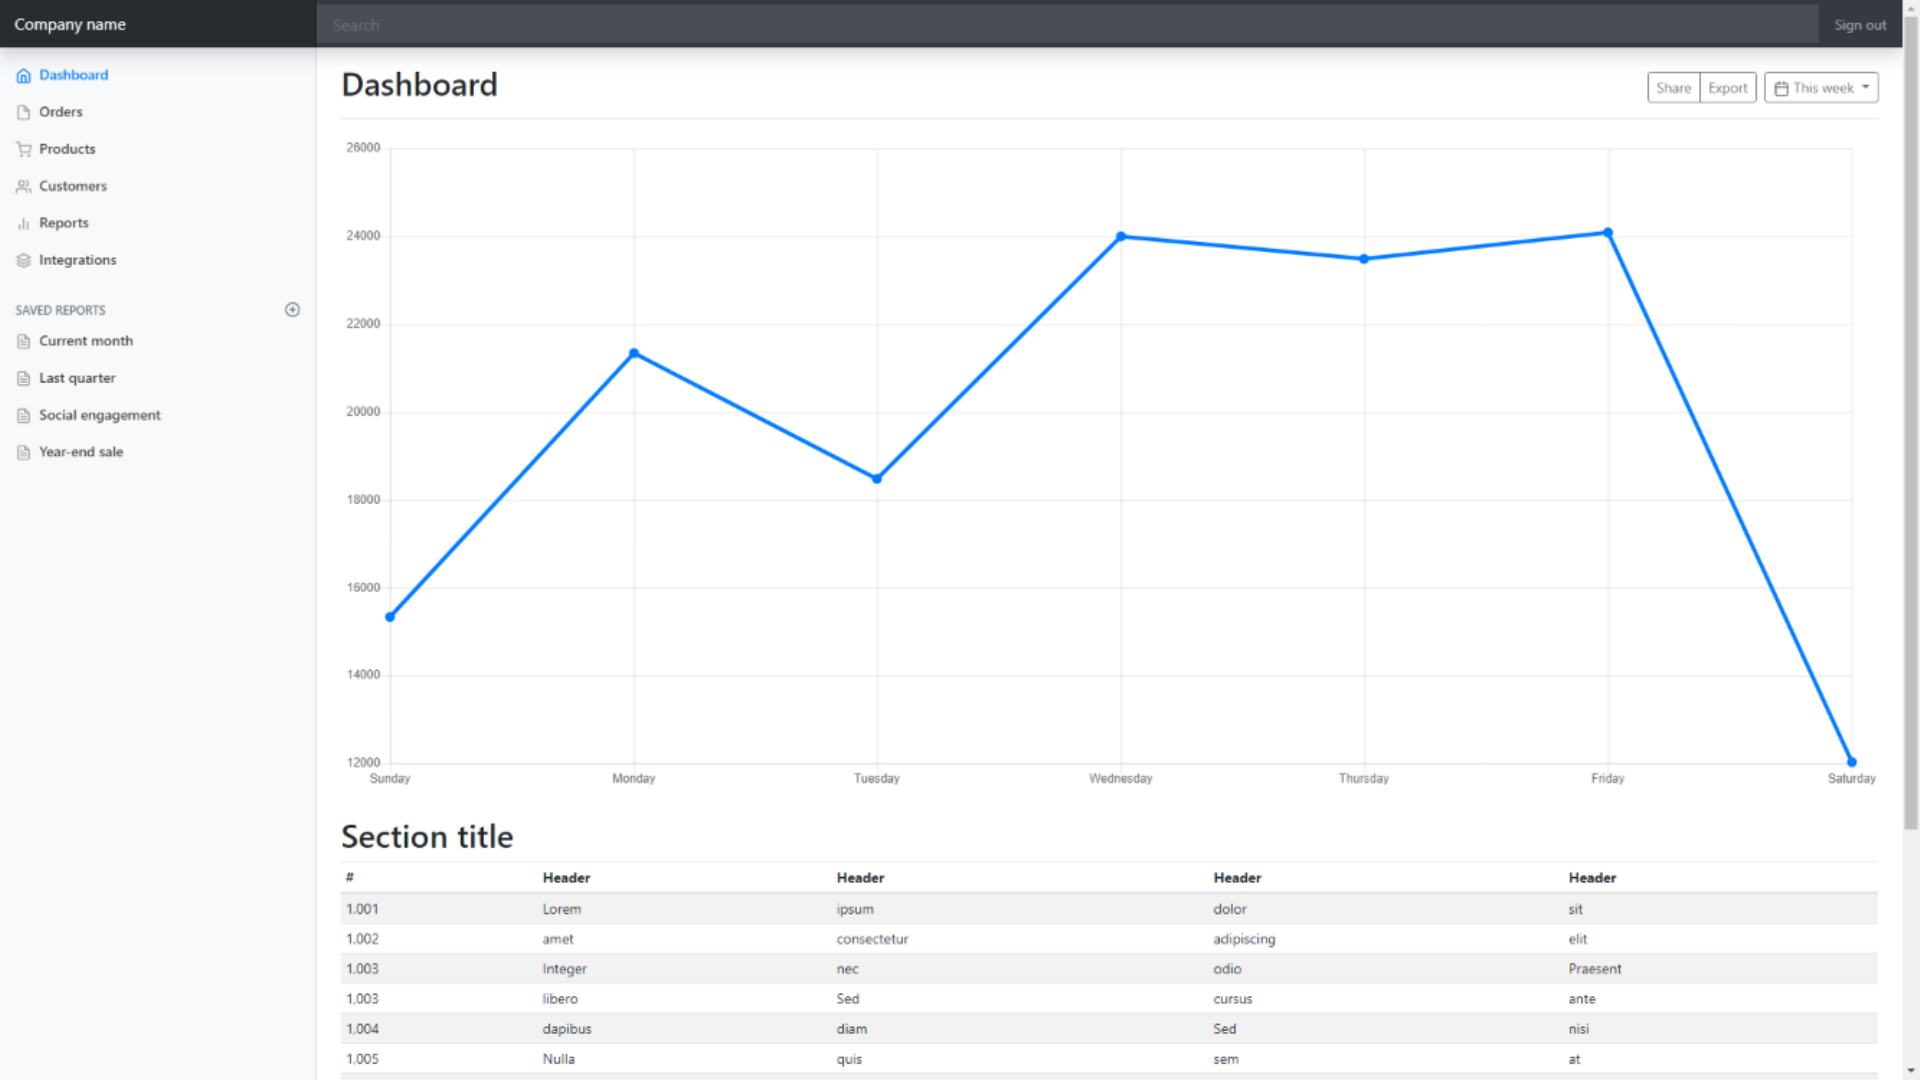 Company name
Search
Sign out
Dashboard
Orders
Products
Customers
Reports
Integrations
SAVED REPORTS
Current month
Last quarter
Social engagement
Year-end sale
Dashboard
Share Export This week
26000
24000
22000
20000
18000
16000
14000
12000
Sunday Monday Tuesday Wednesday Thursday Friday Saturday
Section title
# Header Header Header Header
1,001 Lorem ipsum dolor sit
1,002 amet consectetur adipiscing elit
1,003 Integer nec odio Praesent
1,003 libero Sed cursus ante
1,004 dapibus diam Sed nisi
1,005 Nulla quis sem at